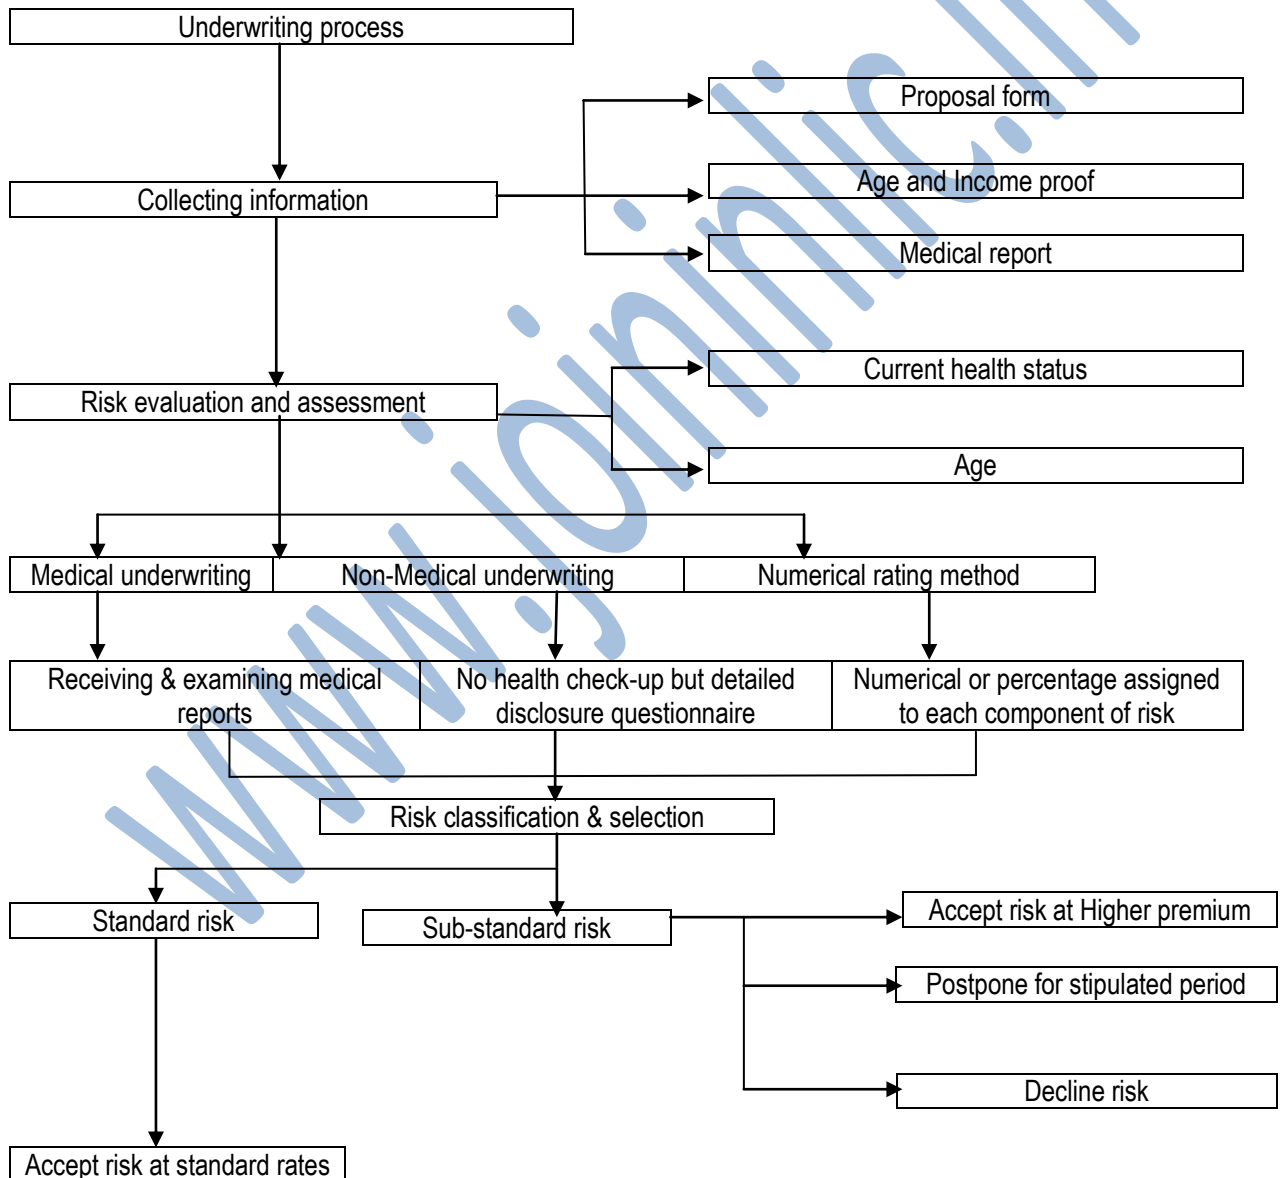 Underwriting process
Proposal form
Age and Income proof
Collecting information
Medical report
Current health status
Risk evaluation and assessment
Age
Medical underwriting
Non-Medical underwriting
Numerical rating method
Receiving & examining medical
reports
No health check-up but detailed
disclosure questionnaire
Numerical or percentage assigned
to each component of risk
Risk classification & selection
Standard risk
Sub-standard risk
Accept risk at Higher premium
Postpone for stipulated period
Decline risk
Accept risk at standard rates